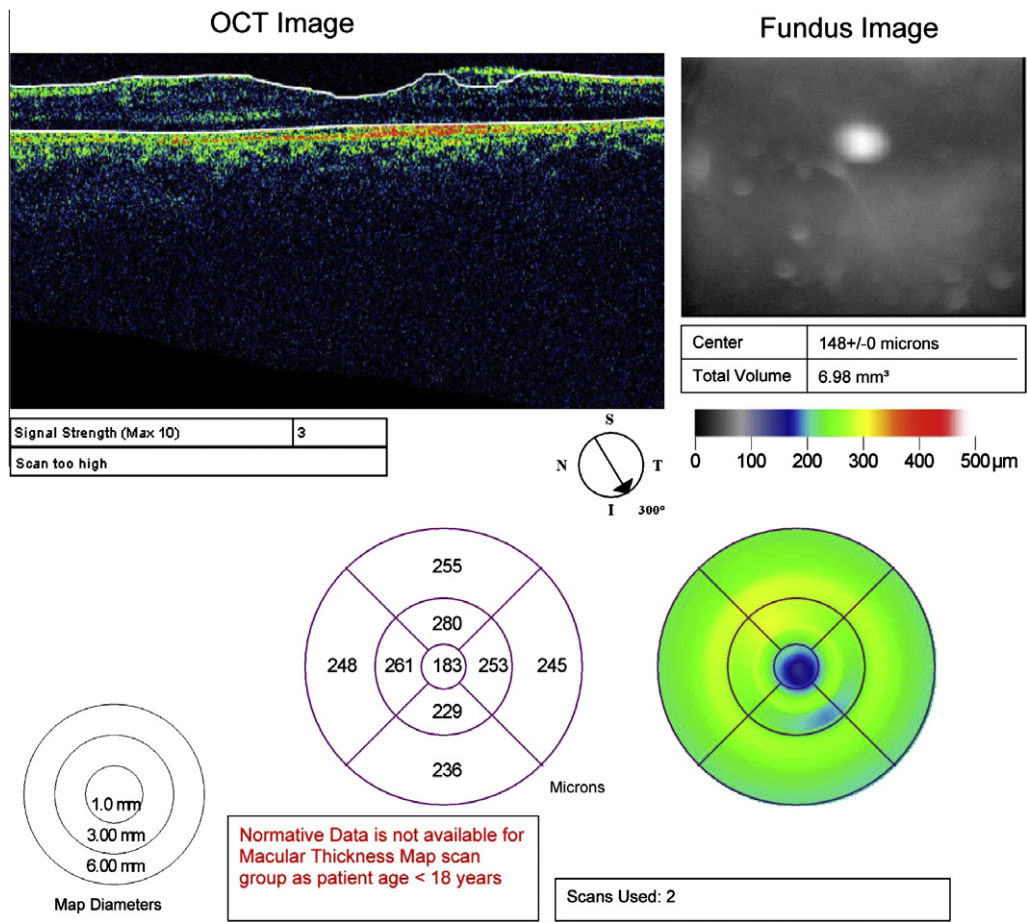 OCT Image
Fundus Image
Center 148+/-0 microns
Total Volume 6.98 mm³
Signal Strength (Max 10) 3
Scan too high
S
N T
I 300°
0 100 200 300 400 500 µm
255
280
248 261 183 253 245
229
236
Microns
1.0 mm
3.00 mm
6.00 mm
Map Diameters
Normative Data is not available for
Macular Thickness Map scan
group as patient age < 18 years
Scans Used: 2